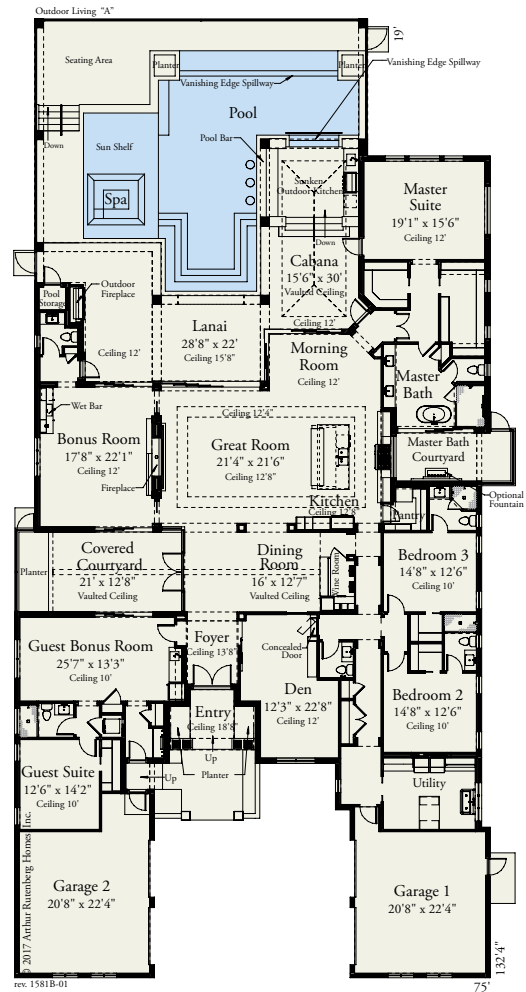 Outdoor Living "A"
19'
Seating Area
Planter
Planter
Vanishing Edge Spillway
Vanishing Edge Spillway
Pool
Down
Sun Shelf
Pool Bar
Sunken
Outdoor Kitchen
Spa
Master
Suite
19'1" x 15'6"
Ceiling 12'
Down
Cabana
15'6" x 30'
Vaulted Ceiling
Ceiling 12'
Pool
Storage
Outdoor
Fireplace
Lanai
28'8" x 22'
Ceiling 15'8"
Ceiling 12'
Morning
Room
Ceiling 12'
Master
Bath
Wet Bar
Bonus Room
17'8" x 22'1"
Ceiling 12'
Fireplace
Ceiling 12'4"
Great Room
21'4" x 21'6"
Ceiling 12'8"
Kitchen
Ceiling 12'8"
Master Bath
Courtyard
Optional
Fountain
Pantry
Planter
Covered
Courtyard
21' x 12'8"
Vaulted Ceiling
Dining
Room
16' x 12'7"
Vaulted Ceiling
Wine Room
Bedroom 3
14'8" x 12'6"
Ceiling 10'
Guest Bonus Room
25'7" x 13'3"
Ceiling 10'
Foyer
Ceiling 13'8"
Concealed
Door
Den
12'3" x 22'8"
Ceiling 12'
Bedroom 2
14'8" x 12'6"
Ceiling 10'
Entry
Ceiling 18'8"
Up
Planter
Up
Guest Suite
12'6" x 14'2"
Ceiling 10'
Utility
Garage 2
20'8" x 22'4"
Garage 1
20'8" x 22'4"
© 2017 Arthur Rutenberg Homes, Inc.
132'4"
rev. 1581B-01
75'